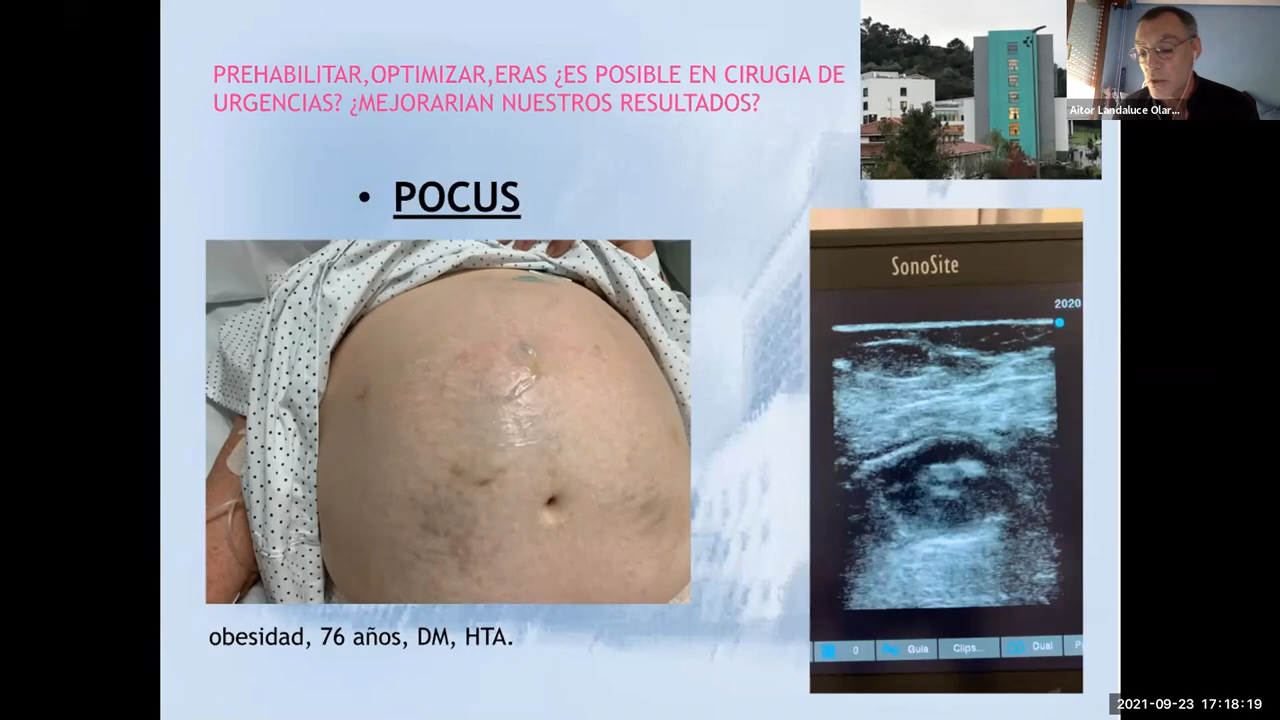 PREHABILITAR,OPTIMIZAR,ERAS ¿ES POSIBLE EN CIRUGIA DE
URGENCIAS? ¿MEJORARIAN NUESTROS RESULTADOS?
Aitor Landaluce Olar...
• POCUS
SonoSite
2020
0 Guia Clips... Dual P
obesidad, 76 años, DM, HTA.
2021-09-23 17:18:19